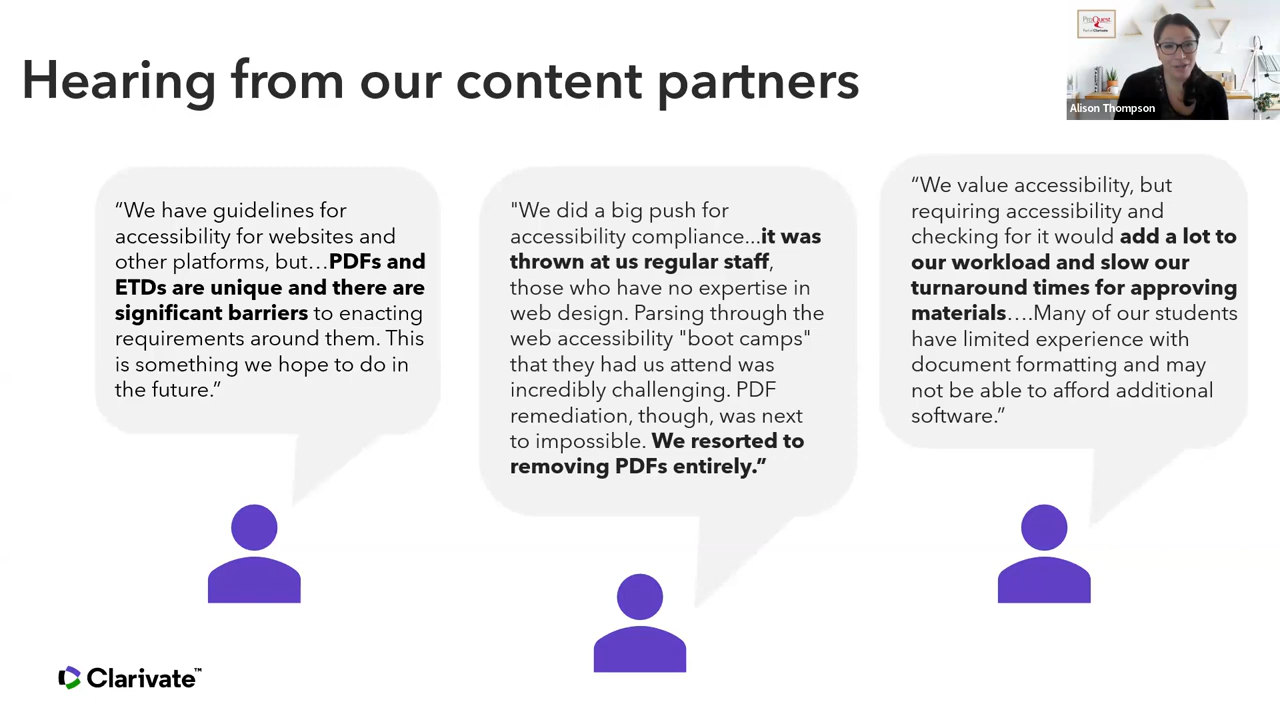 Hearing from our content partners
ProQuest
Part of Clarivate
Alison Thompson
“We have guidelines for
accessibility for websites and
other platforms, but…PDFs and
ETDs are unique and there are
significant barriers to enacting
requirements around them. This
is something we hope to do in
the future.”
"We did a big push for
accessibility compliance...it was
thrown at us regular staff,
those who have no expertise in
web design. Parsing through the
web accessibility "boot camps"
that they had us attend was
incredibly challenging. PDF
remediation, though, was next
to impossible. We resorted to
removing PDFs entirely.”
“We value accessibility, but
requiring accessibility and
checking for it would add a lot to
our workload and slow our
turnaround times for approving
materials….Many of our students
have limited experience with
document formatting and may
not be able to afford additional
software.”
Clarivate™